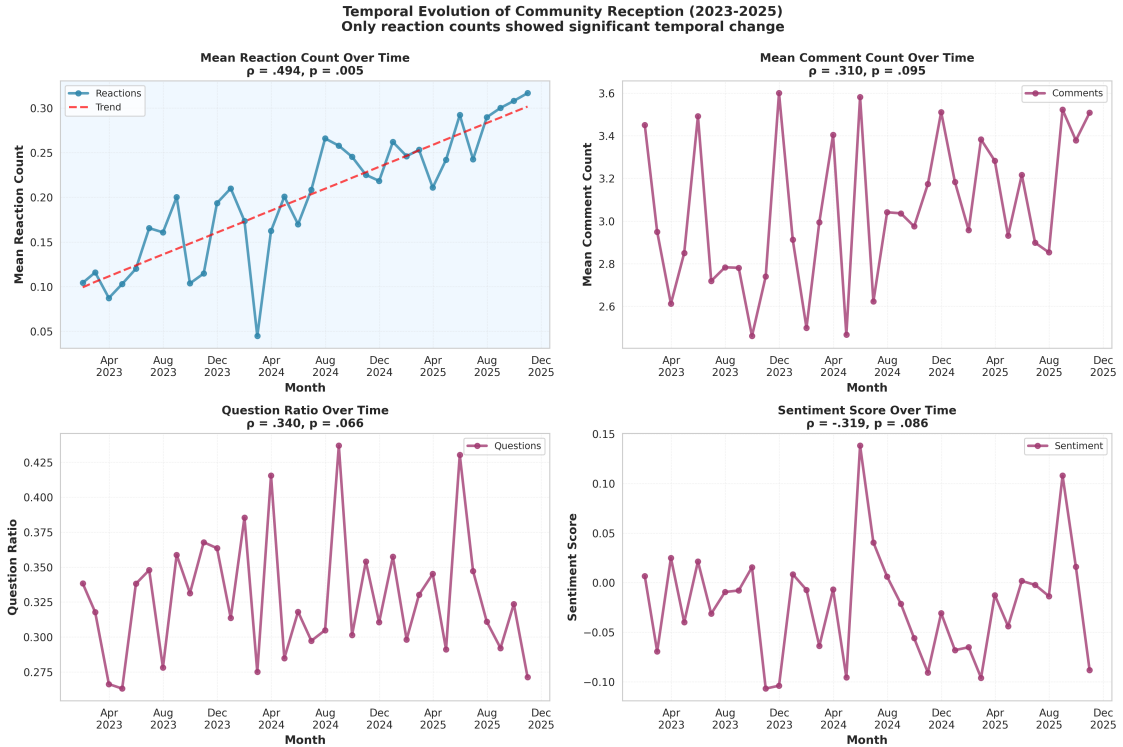 Temporal Evolution of Community Reception (2023-2025)
Only reaction counts showed significant temporal change
Mean Reaction Count Over Time
ρ = .494, p = .005
Reactions
Trend
Mean Reaction Count
0.30
0.25
0.20
0.15
0.10
0.05
Apr 2023
Aug 2023
Dec 2023
Apr 2024
Aug 2024
Dec 2024
Apr 2025
Aug 2025
Dec 2025
Month
Mean Comment Count Over Time
ρ = .310, p = .095
Comments
Mean Comment Count
3.6
3.4
3.2
3.0
2.8
2.6
Apr 2023
Aug 2023
Dec 2023
Apr 2024
Aug 2024
Dec 2024
Apr 2025
Aug 2025
Dec 2025
Month
Question Ratio Over Time
ρ = .340, p = .066
Questions
Question Ratio
0.425
0.400
0.375
0.350
0.325
0.300
0.275
Apr 2023
Aug 2023
Dec 2023
Apr 2024
Aug 2024
Dec 2024
Apr 2025
Aug 2025
Dec 2025
Month
Sentiment Score Over Time
ρ = -.319, p = .086
Sentiment
Sentiment Score
0.15
0.10
0.05
0.00
−0.05
−0.10
Apr 2023
Aug 2023
Dec 2023
Apr 2024
Aug 2024
Dec 2024
Apr 2025
Aug 2025
Dec 2025
Month